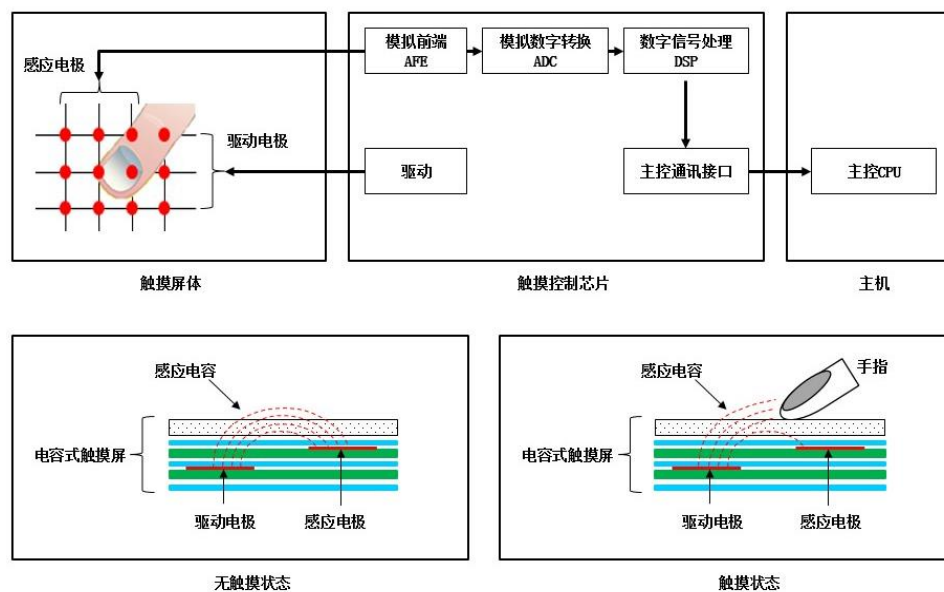 感应电极
驱动电极
模拟前端
AFE
模拟数字转换
ADC
数字信号处理
DSP
驱动
主控通讯接口
主控CPU
触摸屏体
触摸控制芯片
主机
感应电容
电容式触摸屏
驱动电极
感应电极
无触摸状态
感应电容
手指
电容式触摸屏
驱动电极
感应电极
触摸状态